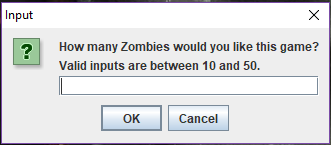 Input
How many Zombies would you like this game?
Valid inputs are between 10 and 50.
OK
Cancel